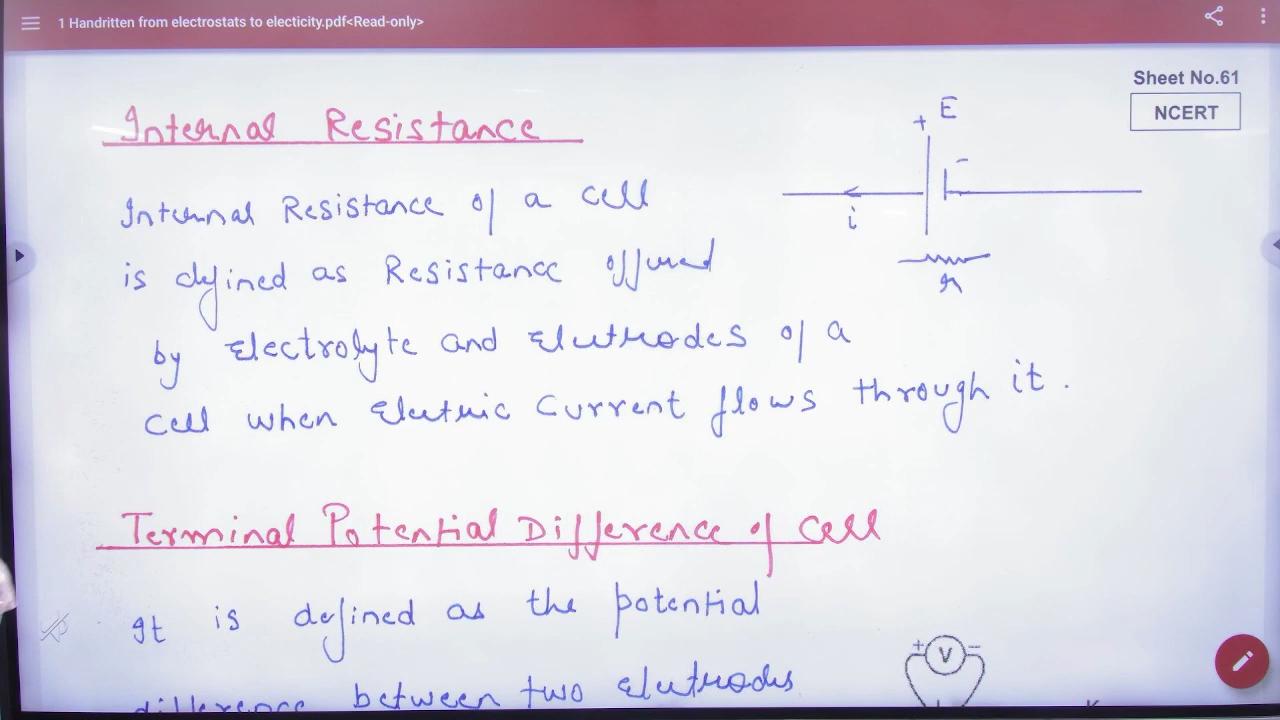 1 Handritten from electrostats to electicity.pdf<Read-only>
Sheet No.61
NCERT
Internal Resistance
+ E
-
i
r
Internal Resistance of a cell
is defined as Resistance offered
by Electrolyte and Electrodes of a
Cell when Electric Current flows through it.
Terminal Potential Difference of Cell
It is defined as the potential
difference between two electrodes
+ V -